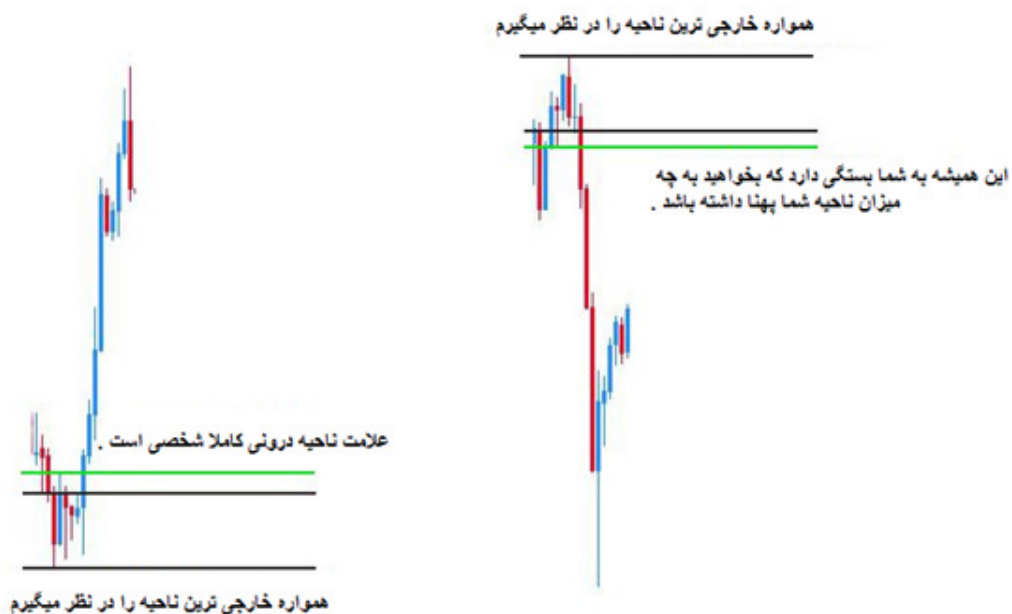 همواره خارجی ترین ناحیه را در نظر میگیرم
این همیشه به شما بستگی دارد که بخواهید به چه
میزان ناحیه شما پهنا داشته باشد .
علامت ناحیه درونی کاملا شخصی است .
همواره خارجی ترین ناحیه را در نظر میگیرم